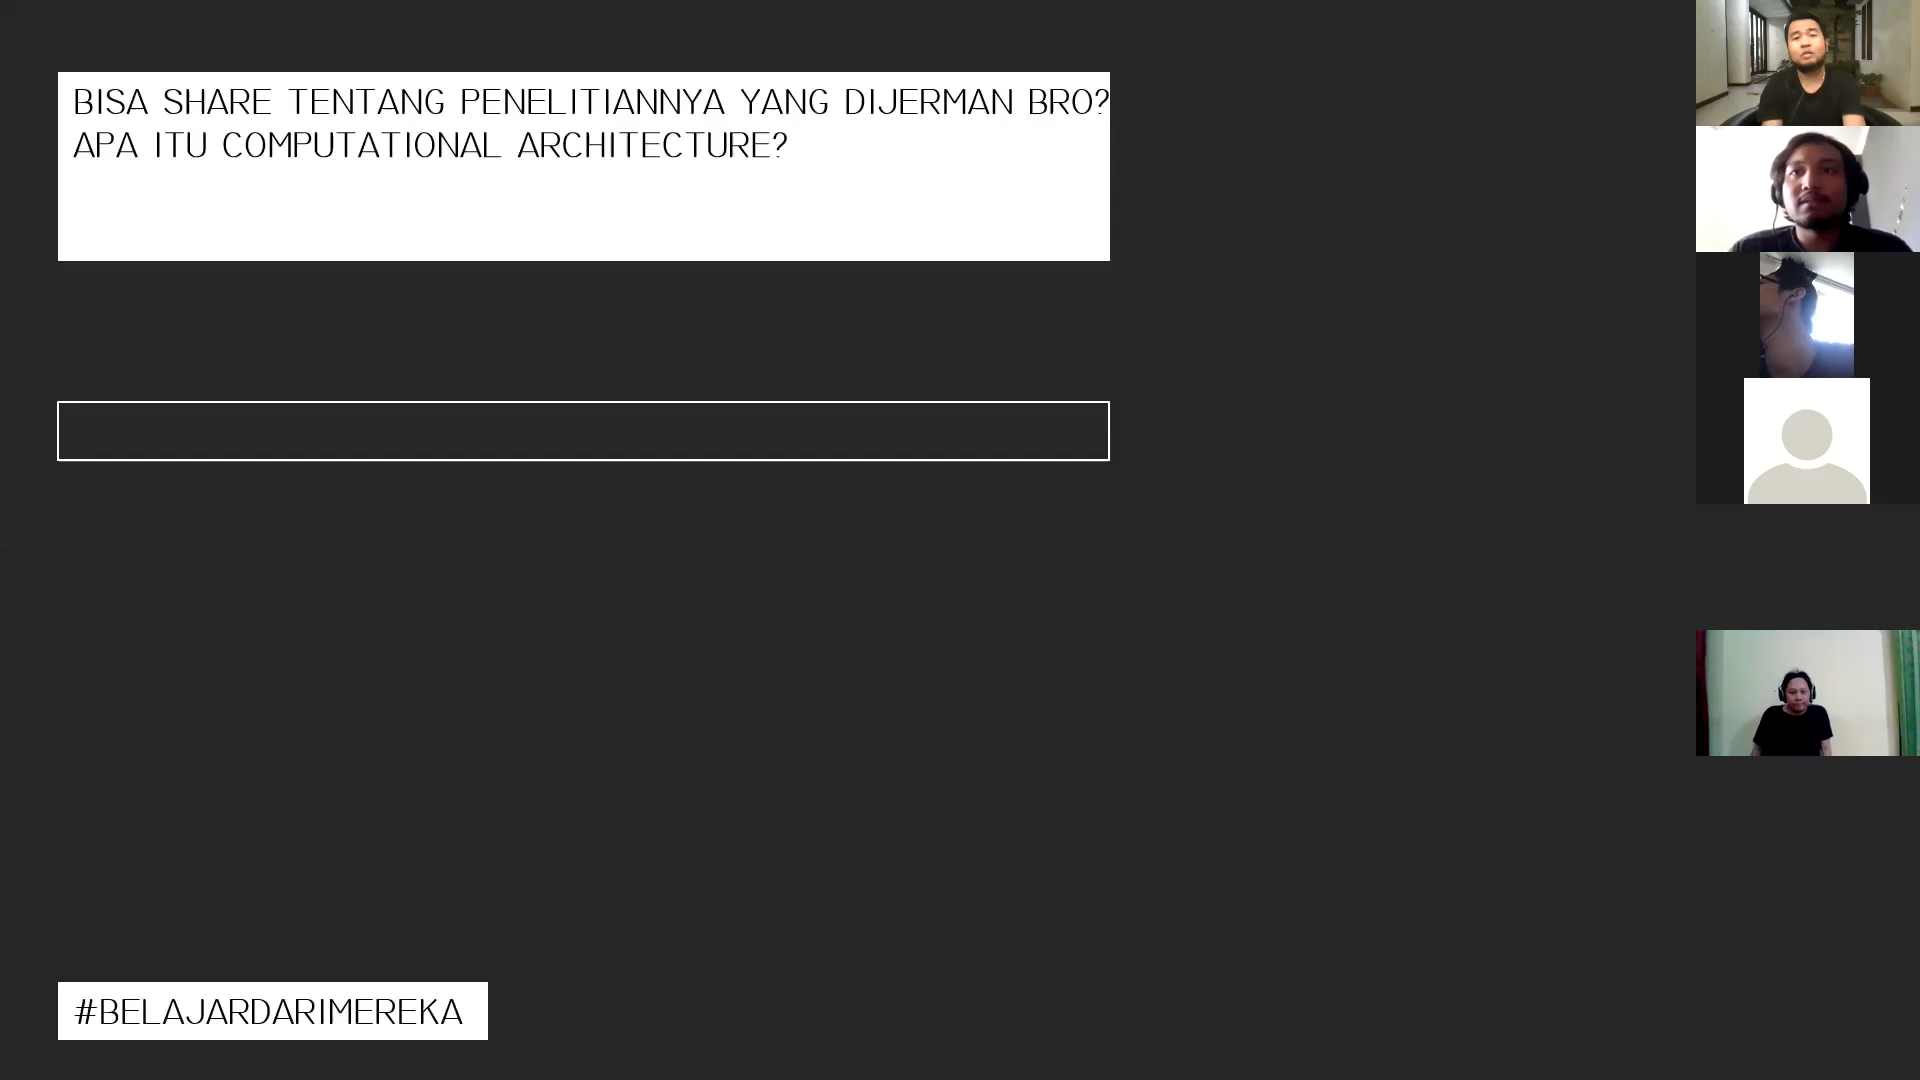 BISA SHARE TENTANG PENELITIANNYA YANG DIJERMAN BRO?
APA ITU COMPUTATIONAL ARCHITECTURE?
#BELAJARDARIMEREKA